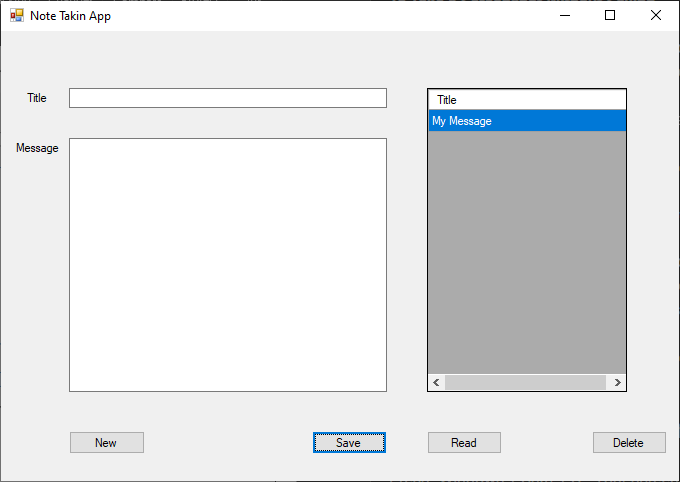 Note Takin App
Title
Title
My Message
Message
New
Save
Read
Delete